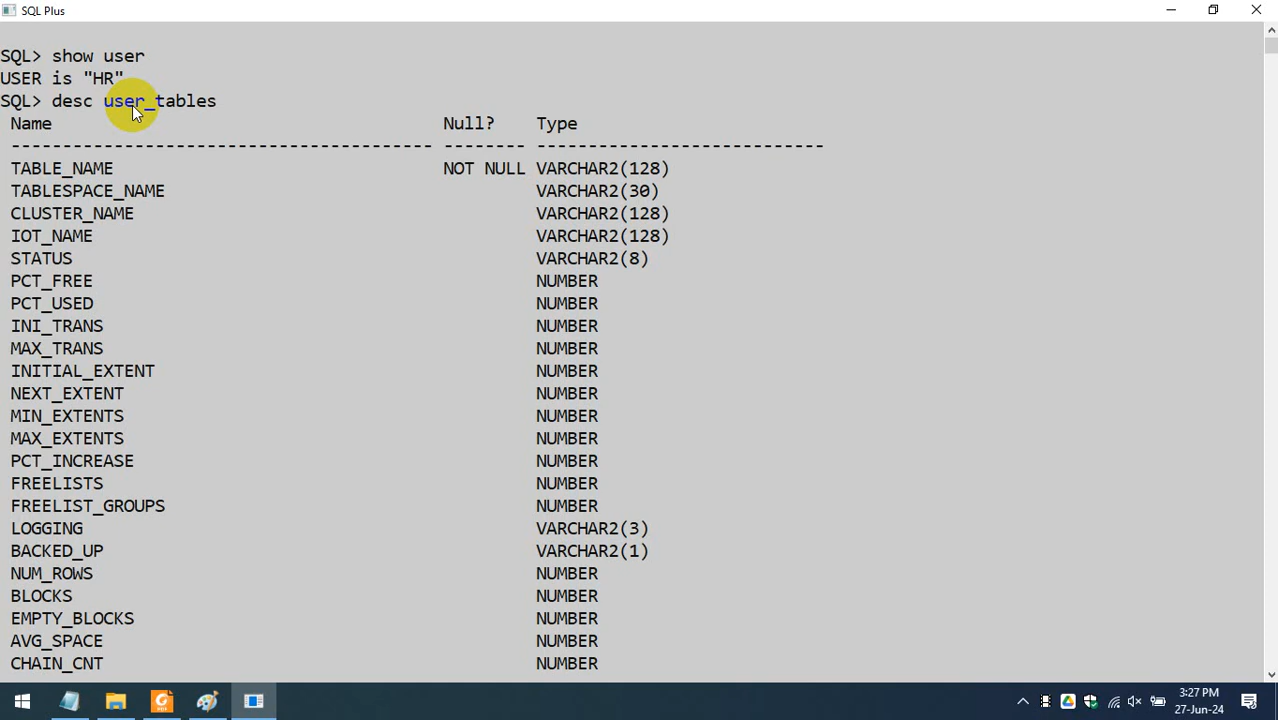 SQL Plus
SQL> show user
USER is "HR"
SQL> desc user_tables
Name Null? Type
----------------------------------------- -------- ----------------------------
TABLE_NAME NOT NULL VARCHAR2(128)
TABLESPACE_NAME VARCHAR2(30)
CLUSTER_NAME VARCHAR2(128)
IOT_NAME VARCHAR2(128)
STATUS VARCHAR2(8)
PCT_FREE NUMBER
PCT_USED NUMBER
INI_TRANS NUMBER
MAX_TRANS NUMBER
INITIAL_EXTENT NUMBER
NEXT_EXTENT NUMBER
MIN_EXTENTS NUMBER
MAX_EXTENTS NUMBER
PCT_INCREASE NUMBER
FREELISTS NUMBER
FREELIST_GROUPS NUMBER
LOGGING VARCHAR2(3)
BACKED_UP VARCHAR2(1)
NUM_ROWS NUMBER
BLOCKS NUMBER
EMPTY_BLOCKS NUMBER
AVG_SPACE NUMBER
CHAIN_CNT NUMBER
3:27 PM
27-Jun-24